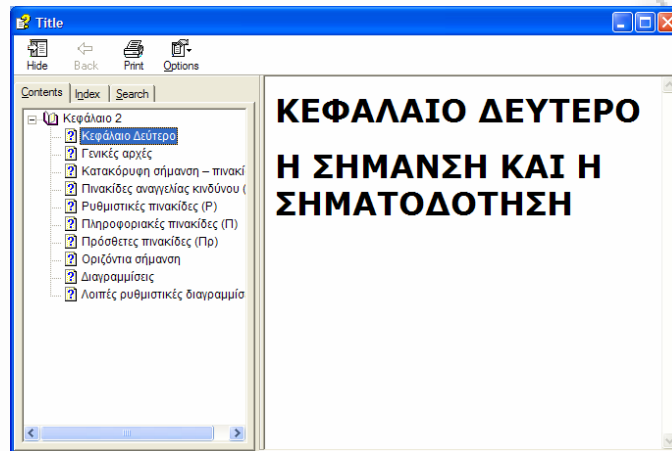 Title
Hide Back Print Options
Contents Index Search
Κεφάλαιο 2
Κεφάλαιο Δεύτερο
Γενικές αρχές
Κατακόρυφη σήμανση – πινακί
Πινακίδες αναγγελίας κινδύνου (
Ρυθμιστικές πινακίδες (Ρ)
Πληροφοριακές πινακίδες (Π)
Πρόσθετες πινακίδες (Πρ)
Οριζόντια σήμανση
Διαγραμμίσεις
Λοιπές ρυθμιστικές διαγραμμίσ
ΚΕΦΑΛΑΙΟ ΔΕΥΤΕΡΟ
Η ΣΗΜΑΝΣΗ ΚΑΙ Η
ΣΗΜΑΤΟΔΟΤΗΣΗ